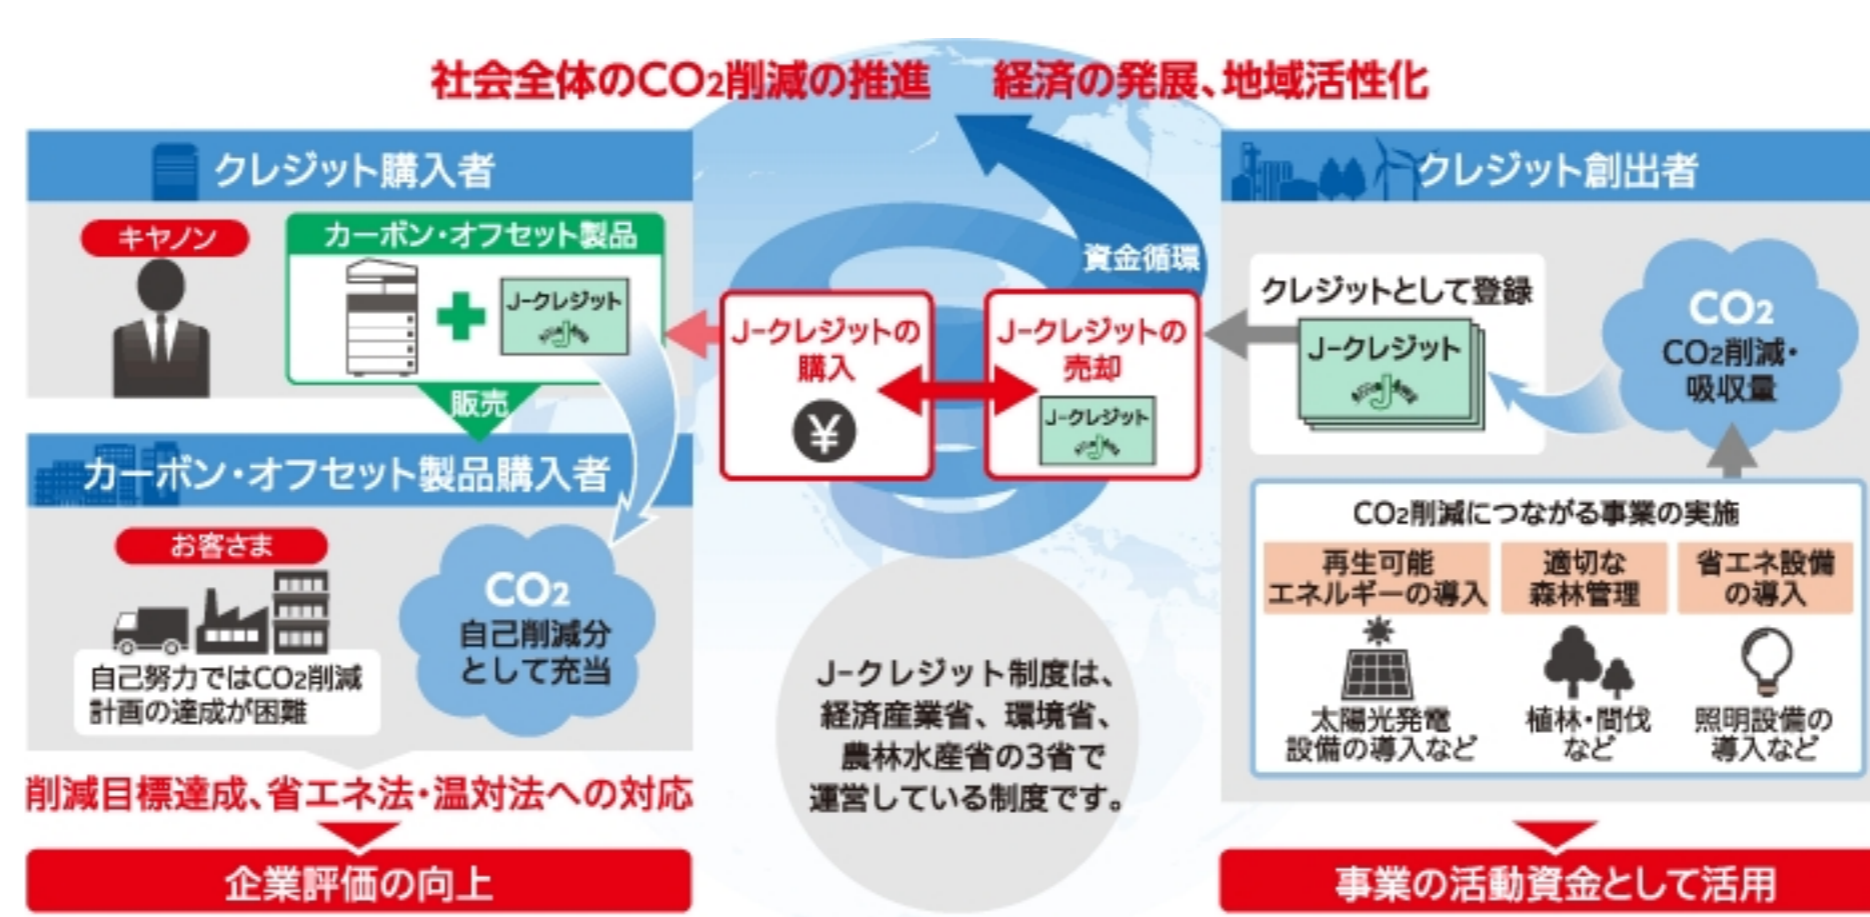 社会全体のCO2削減の推進
経済の発展、地域活性化
クレジット購入者
キヤノン
カーボン・オフセット製品
J-クレジット
販売
カーボン・オフセット製品購入者
お客さま
自己努力ではCO2削減
計画の達成が困難
CO2
自己削減分
として充当
削減目標達成、省エネ法・温対法への対応
企業評価の向上
資金循環
J-クレジットの
購入
¥
J-クレジットの
売却
J-クレジット
J-クレジット制度は、
経済産業省、環境省、
農林水産省の3省で
運営している制度です。
クレジット創出者
クレジットとして登録
J-クレジット
CO2
CO2削減・
吸収量
CO2削減につながる事業の実施
再生可能
エネルギーの導入
太陽光発電
設備の導入など
適切な
森林管理
植林・間伐
など
省エネ設備
の導入
照明設備の
導入など
事業の活動資金として活用